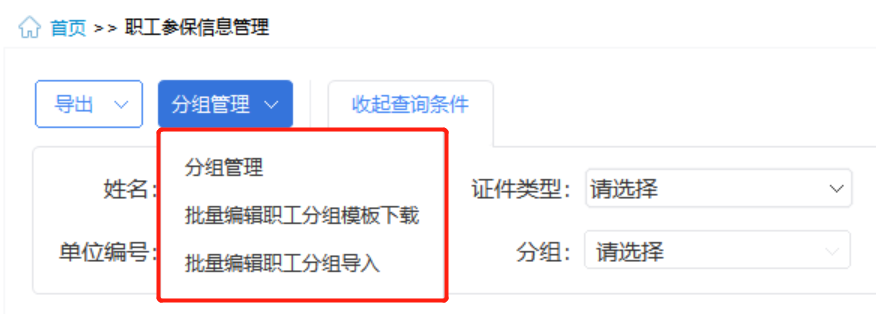 首页 >> 职工参保信息管理
导出 分组管理 收起查询条件
分组管理
姓名: 证件类型: 请选择
批量编辑职工分组模板下载
单位编号: 分组: 请选择
批量编辑职工分组导入